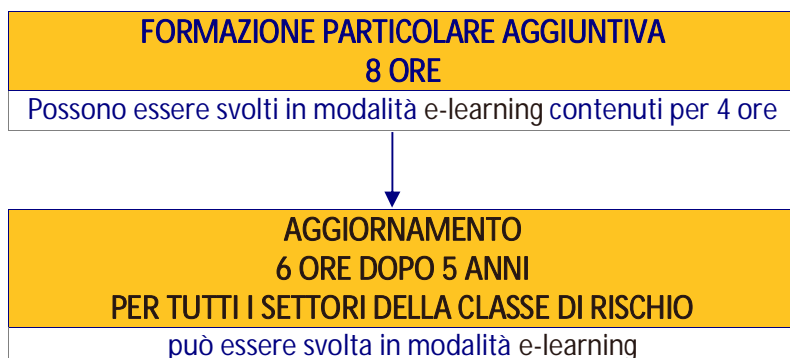 FORMAZIONE PARTICOLARE AGGIUNTIVA
8 ORE
Possono essere svolti in modalità e-learning contenuti per 4 ore
AGGIORNAMENTO
6 ORE DOPO 5 ANNI
PER TUTTI I SETTORI DELLA CLASSE DI RISCHIO
può essere svolta in modalità e-learning